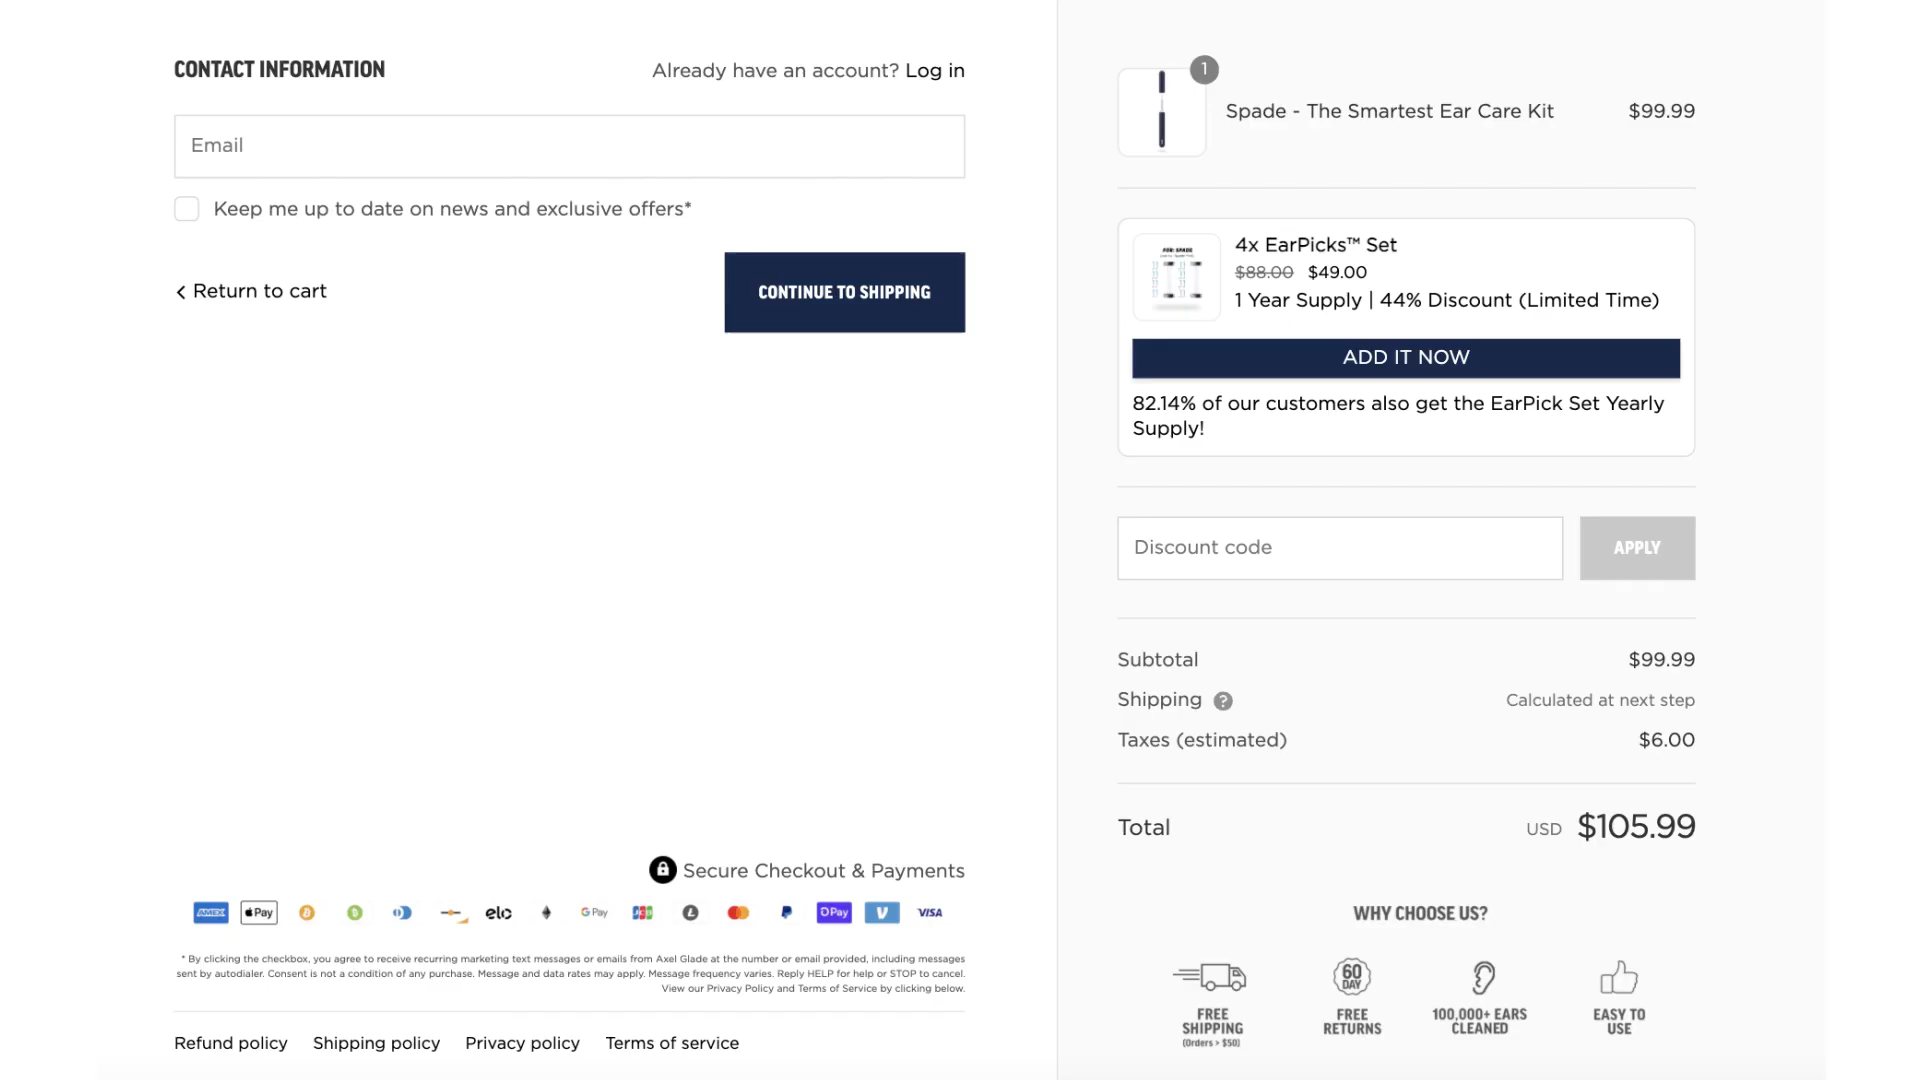 CONTACT INFORMATION
Already have an account? Log in
Email
Keep me up to date on news and exclusive offers*
Return to cart
CONTINUE TO SHIPPING
Secure Checkout & Payments
AMEX
Pay
elo
G Pay
JCB
OPay
VISA
* By clicking the checkbox, you agree to receive recurring marketing text messages or emails from Axel Glade at the number or email provided, including messages
sent by autodialer. Consent is not a condition of any purchase. Message and data rates may apply. Message frequency varies. Reply HELP for help or STOP to cancel.
View our Privacy Policy and Terms of Service by clicking below.
Refund policy
Shipping policy
Privacy policy
Terms of service
1
Spade - The Smartest Ear Care Kit
$99.99
4x EarPicks™ Set
$88.00 $49.00
1 Year Supply | 44% Discount (Limited Time)
ADD IT NOW
82.14% of our customers also get the EarPick Set Yearly
Supply!
Discount code
APPLY
Subtotal
$99.99
Shipping ?
Calculated at next step
Taxes (estimated)
$6.00
Total
USD $105.99
WHY CHOOSE US?
FREE
SHIPPING
(Orders > $50)
60
DAY
FREE
RETURNS
100,000+ EARS
CLEANED
EASY TO
USE